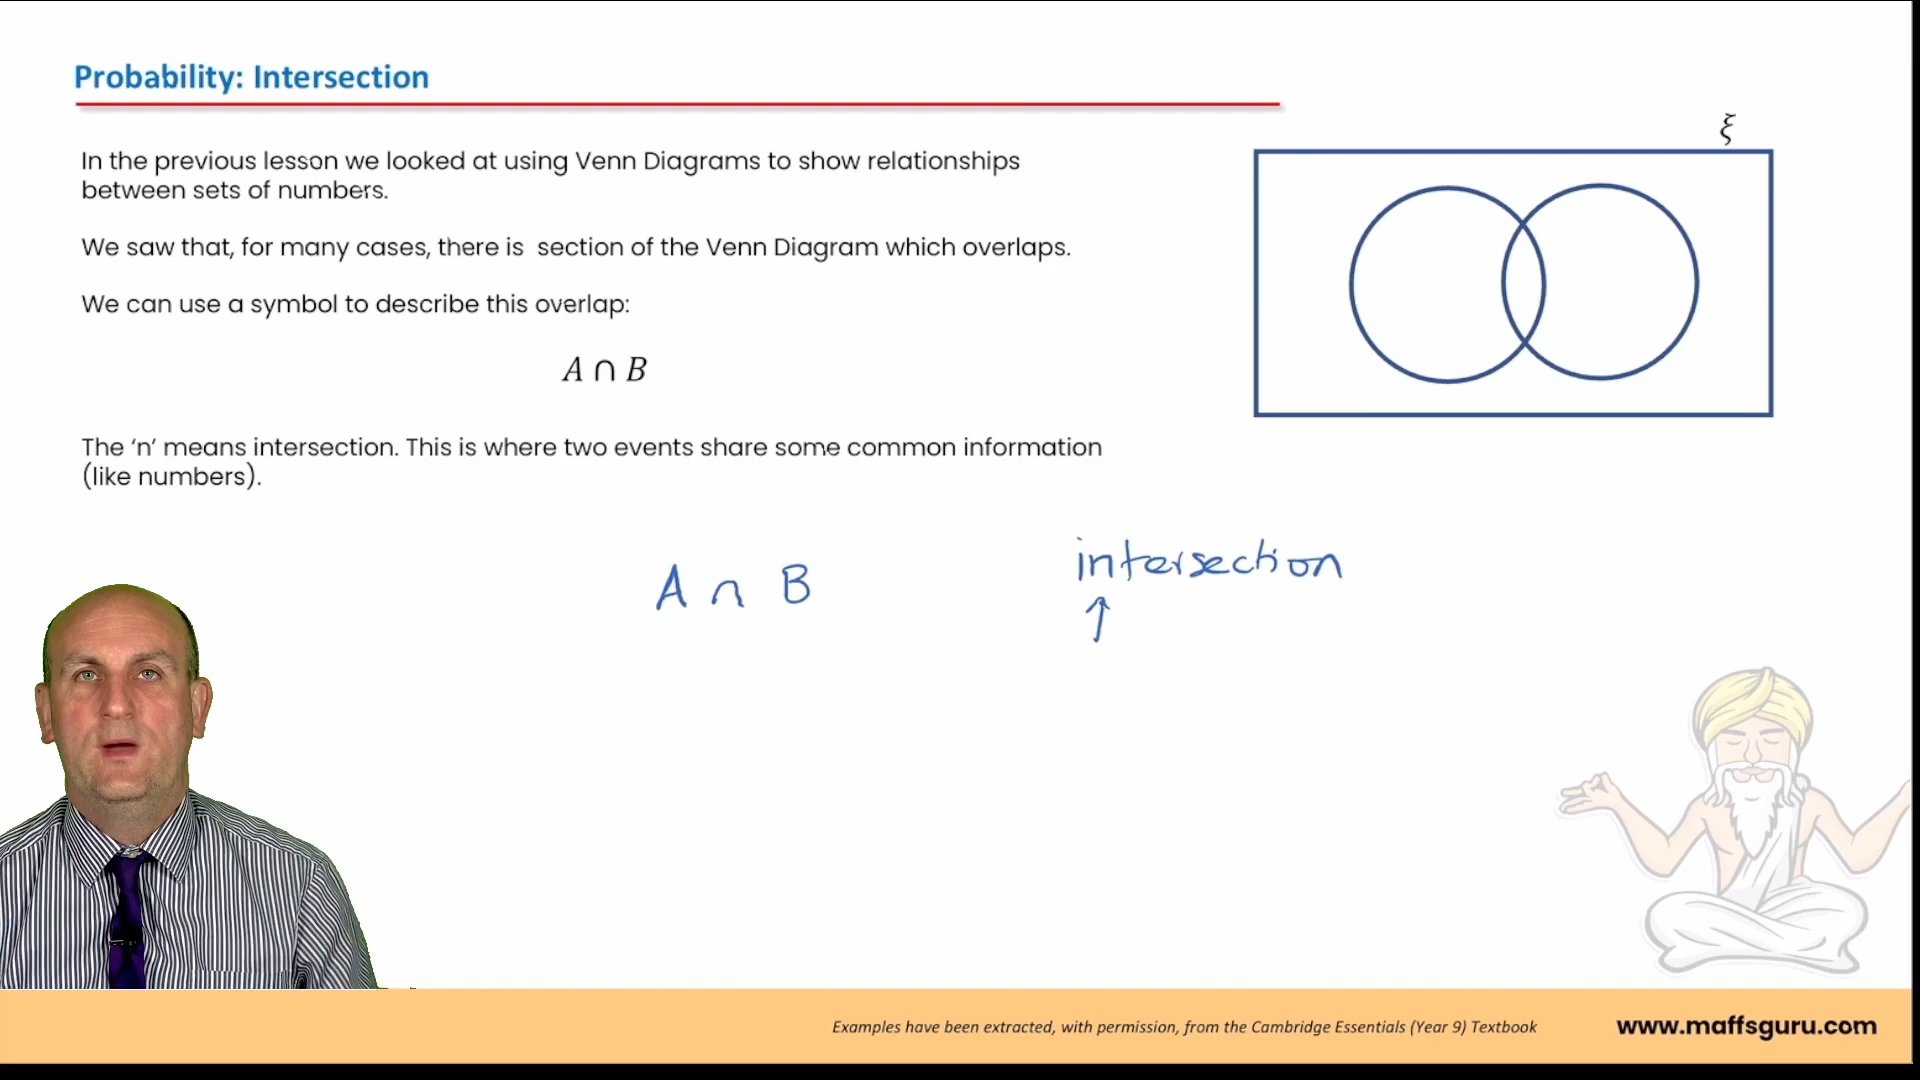 Probability: Intersection
ξ
In the previous lesson we looked at using Venn Diagrams to show relationships
between sets of numbers.
We saw that, for many cases, there is section of the Venn Diagram which overlaps.
We can use a symbol to describe this overlap:
A ∩ B
The ‘n’ means intersection. This is where two events share some common information
(like numbers).
A ∩ B
intersection
↑
Examples have been extracted, with permission, from the Cambridge Essentials (Year 9) Textbook
www.maffsguru.com